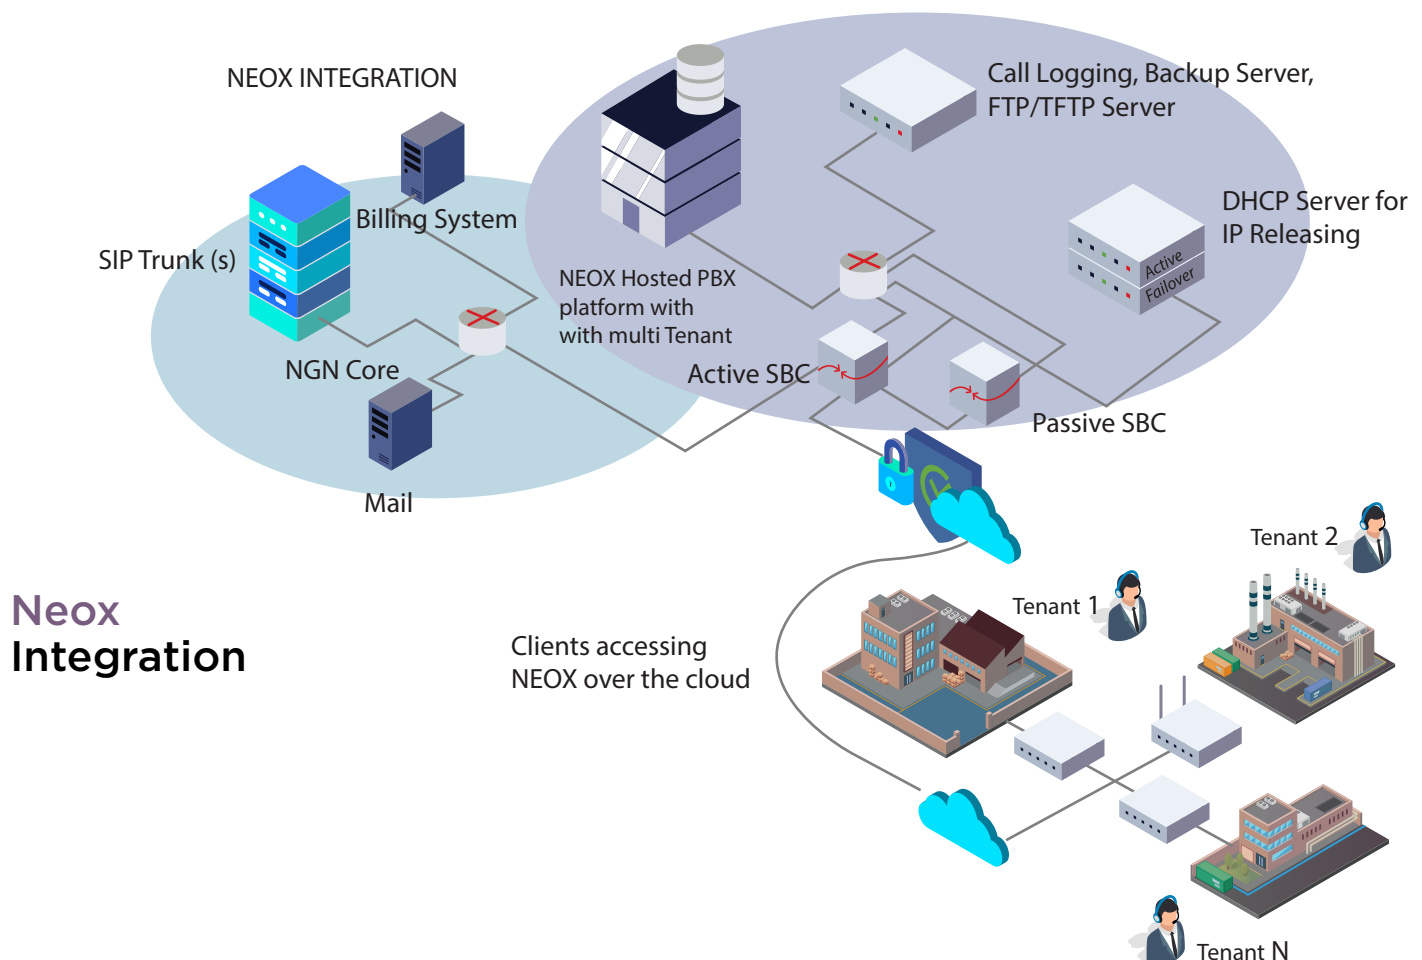 NEOX INTEGRATION
Call Logging, Backup Server,
FTP/TFTP Server
Billing System
SIP Trunk (s)
DHCP Server for
IP Releasing
Active
Failover
NEOX Hosted PBX
platform with
with multi Tenant
NGN Core
Active SBC
Passive SBC
Mail
Tenant 2
Tenant 1
Neox
Integration
Clients accessing
NEOX over the cloud
Tenant N